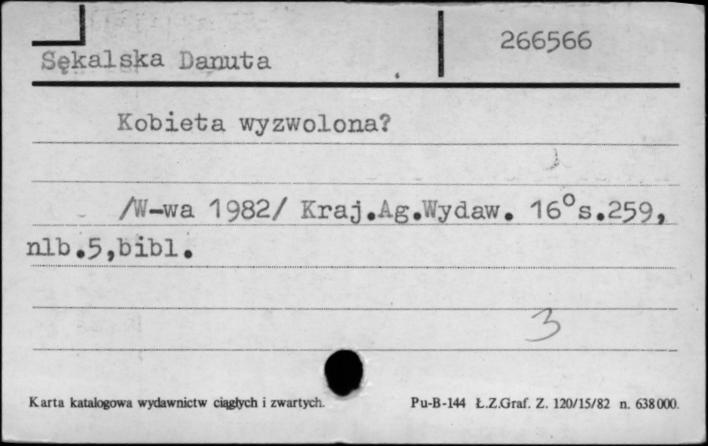 266566
Sękalska Danuta
Kobieta wyzwolona?
/W-wa 1982/ Kraj.Ag.Wydaw. 16°s.259,
nlb.5,bibl.
3
Karta katalogowa wydawnictw ciągłych i zwartych.
Pu-B-144 Ł.Z.Graf. Z. 120/15/82 n. 638000.